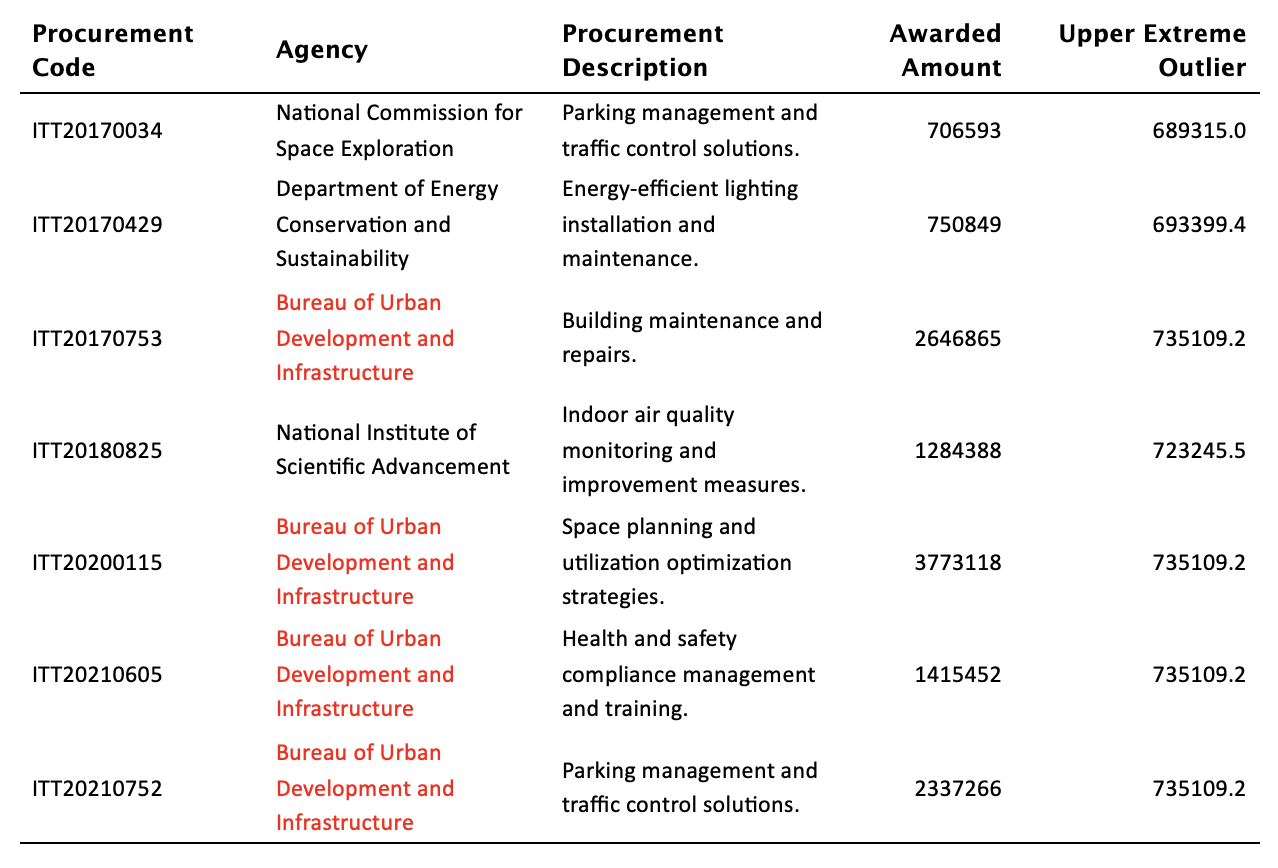 Procurement Code | Agency | Procurement Description | Awarded Amount | Upper Extreme Outlier
ITT20170034 | National Commission for Space Exploration | Parking management and traffic control solutions. | 706593 | 689315.0
ITT20170429 | Department of Energy Conservation and Sustainability | Energy-efficient lighting installation and maintenance. | 750849 | 693399.4
ITT20170753 | Bureau of Urban Development and Infrastructure | Building maintenance and repairs. | 2646865 | 735109.2
ITT20180825 | National Institute of Scientific Advancement | Indoor air quality monitoring and improvement measures. | 1284388 | 723245.5
ITT20200115 | Bureau of Urban Development and Infrastructure | Space planning and utilization optimization strategies. | 3773118 | 735109.2
ITT20210605 | Bureau of Urban Development and Infrastructure | Health and safety compliance management and training. | 1415452 | 735109.2
ITT20210752 | Bureau of Urban Development and Infrastructure | Parking management and traffic control solutions. | 2337266 | 735109.2